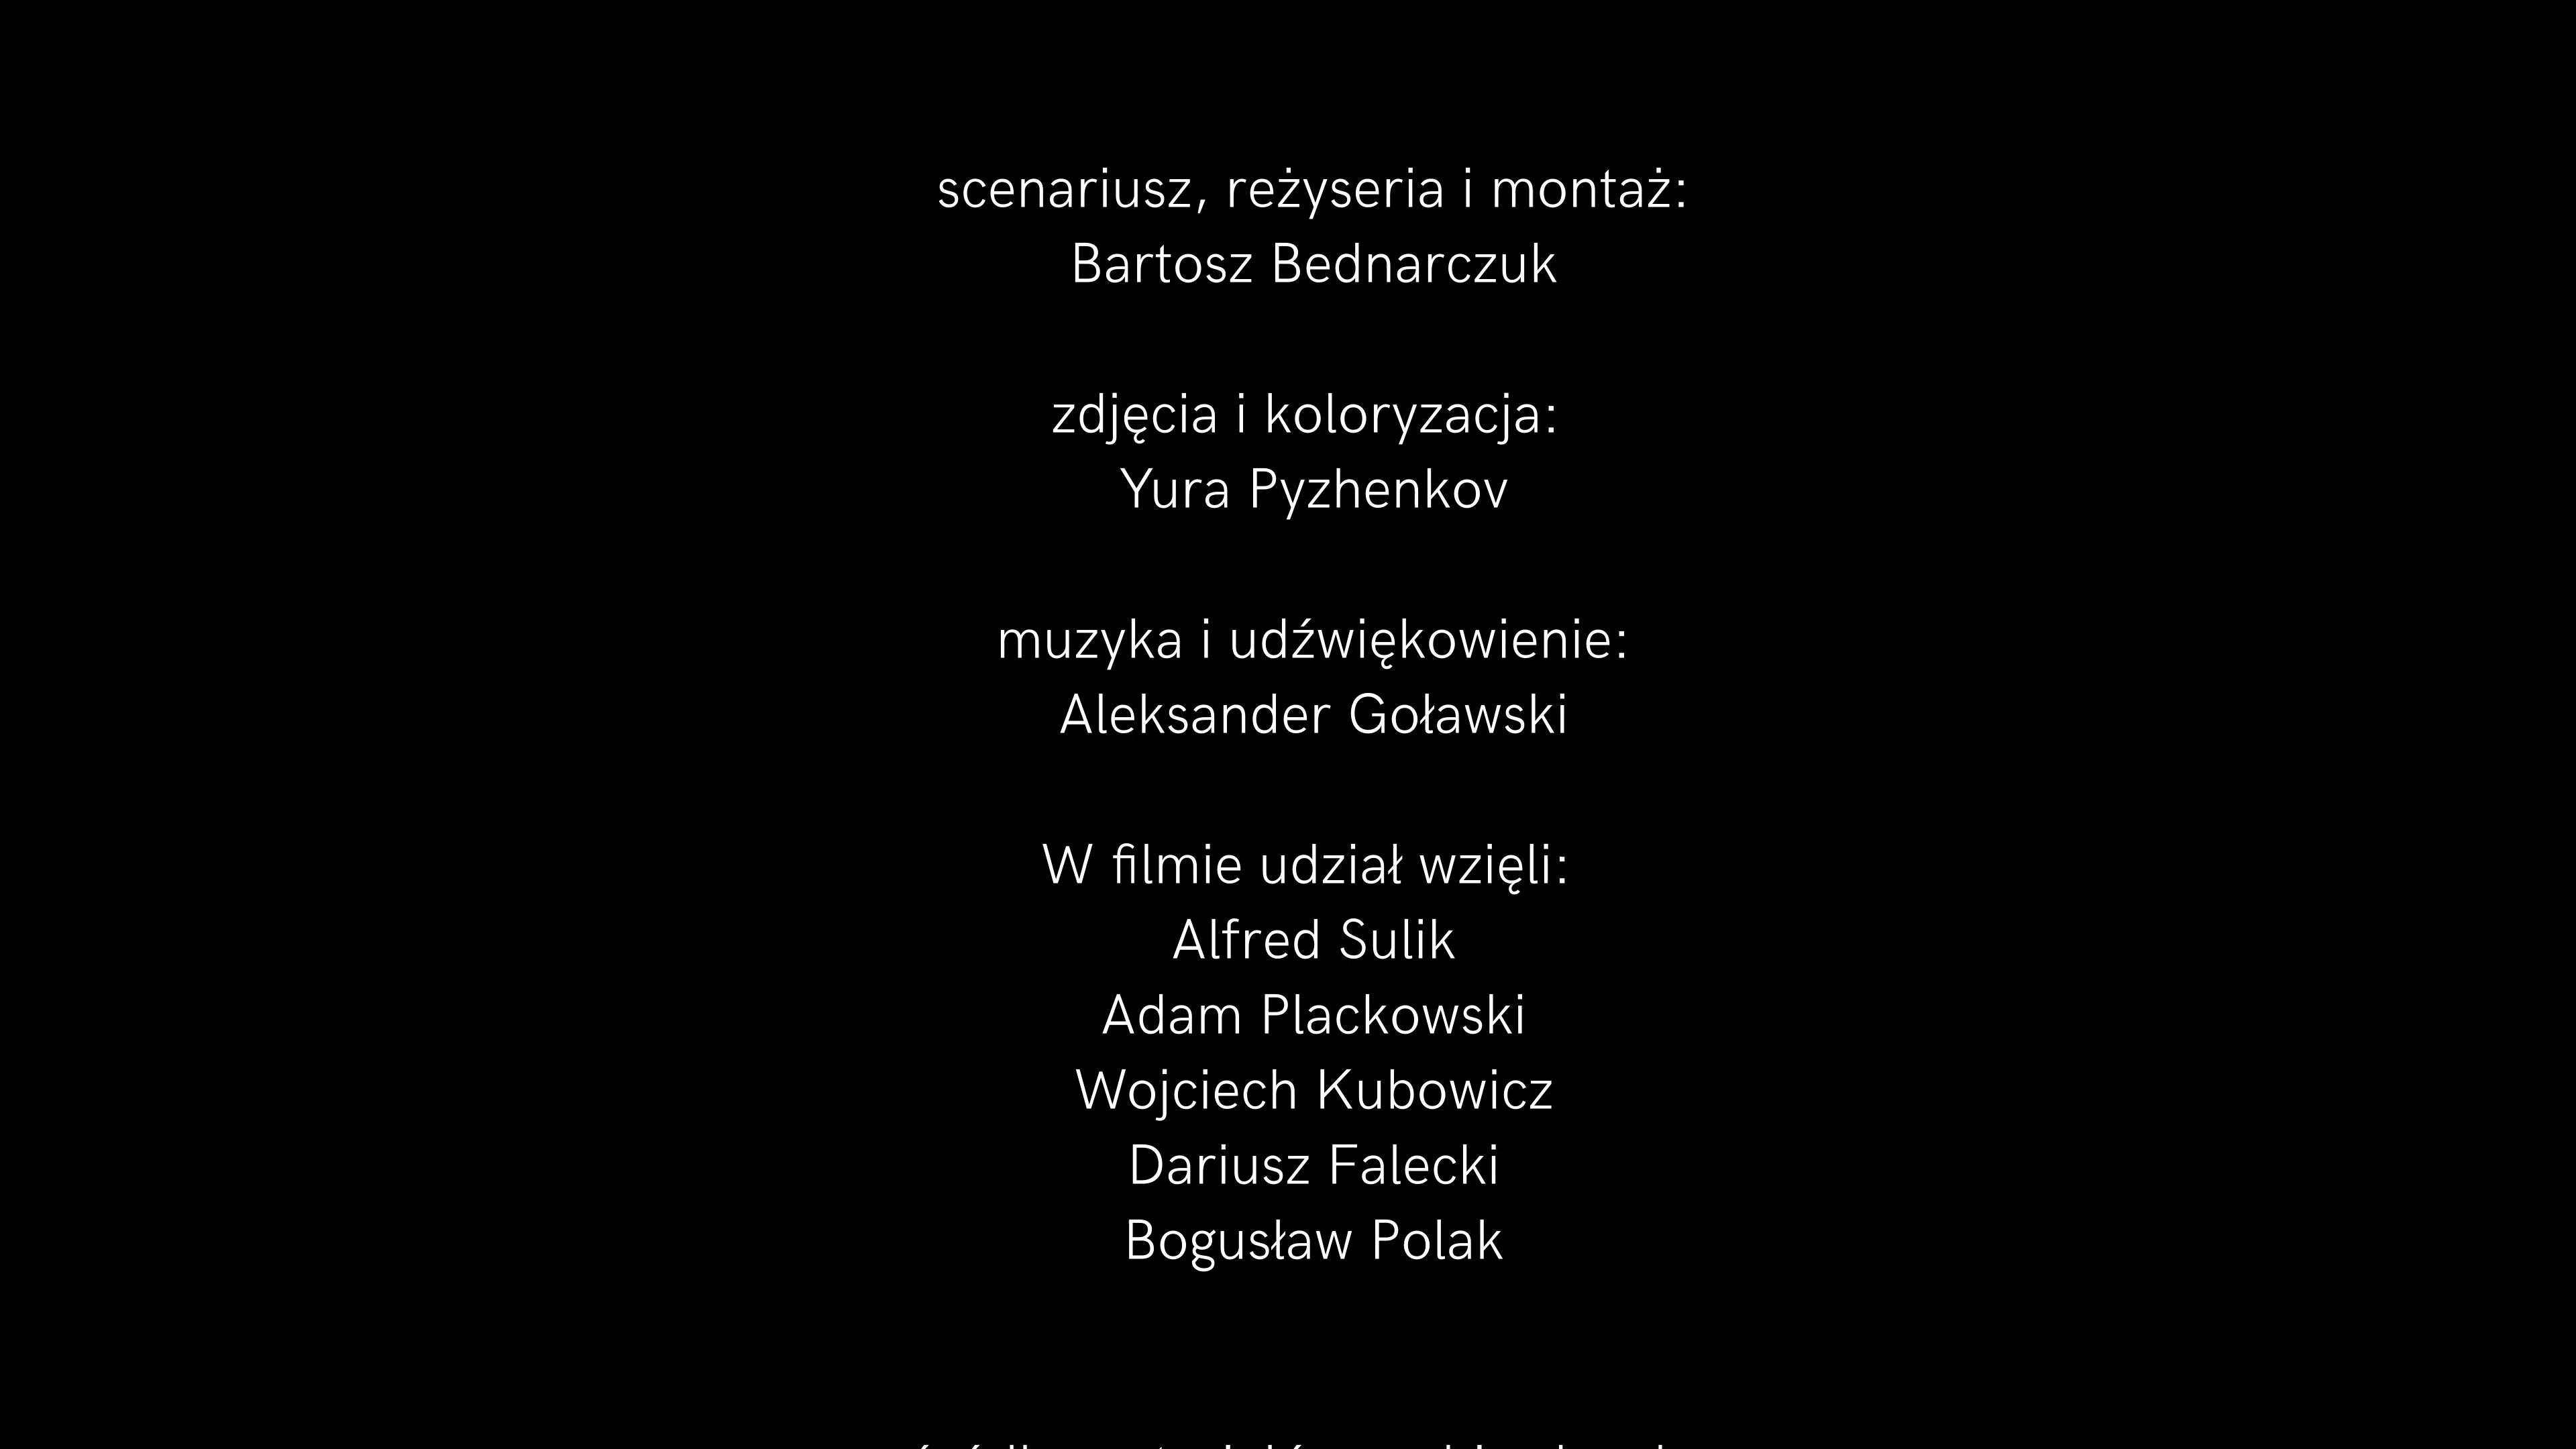 scenariusz, reżyseria i montaż:
Bartosz Bednarczuk
zdjęcia i koloryzacja:
Yura Pyzhenkov
muzyka i udźwiękowienie:
Aleksander Goławski
W filmie udział wzięli:
Alfred Sulik
Adam Plackowski
Wojciech Kubowicz
Dariusz Falecki
Bogusław Polak